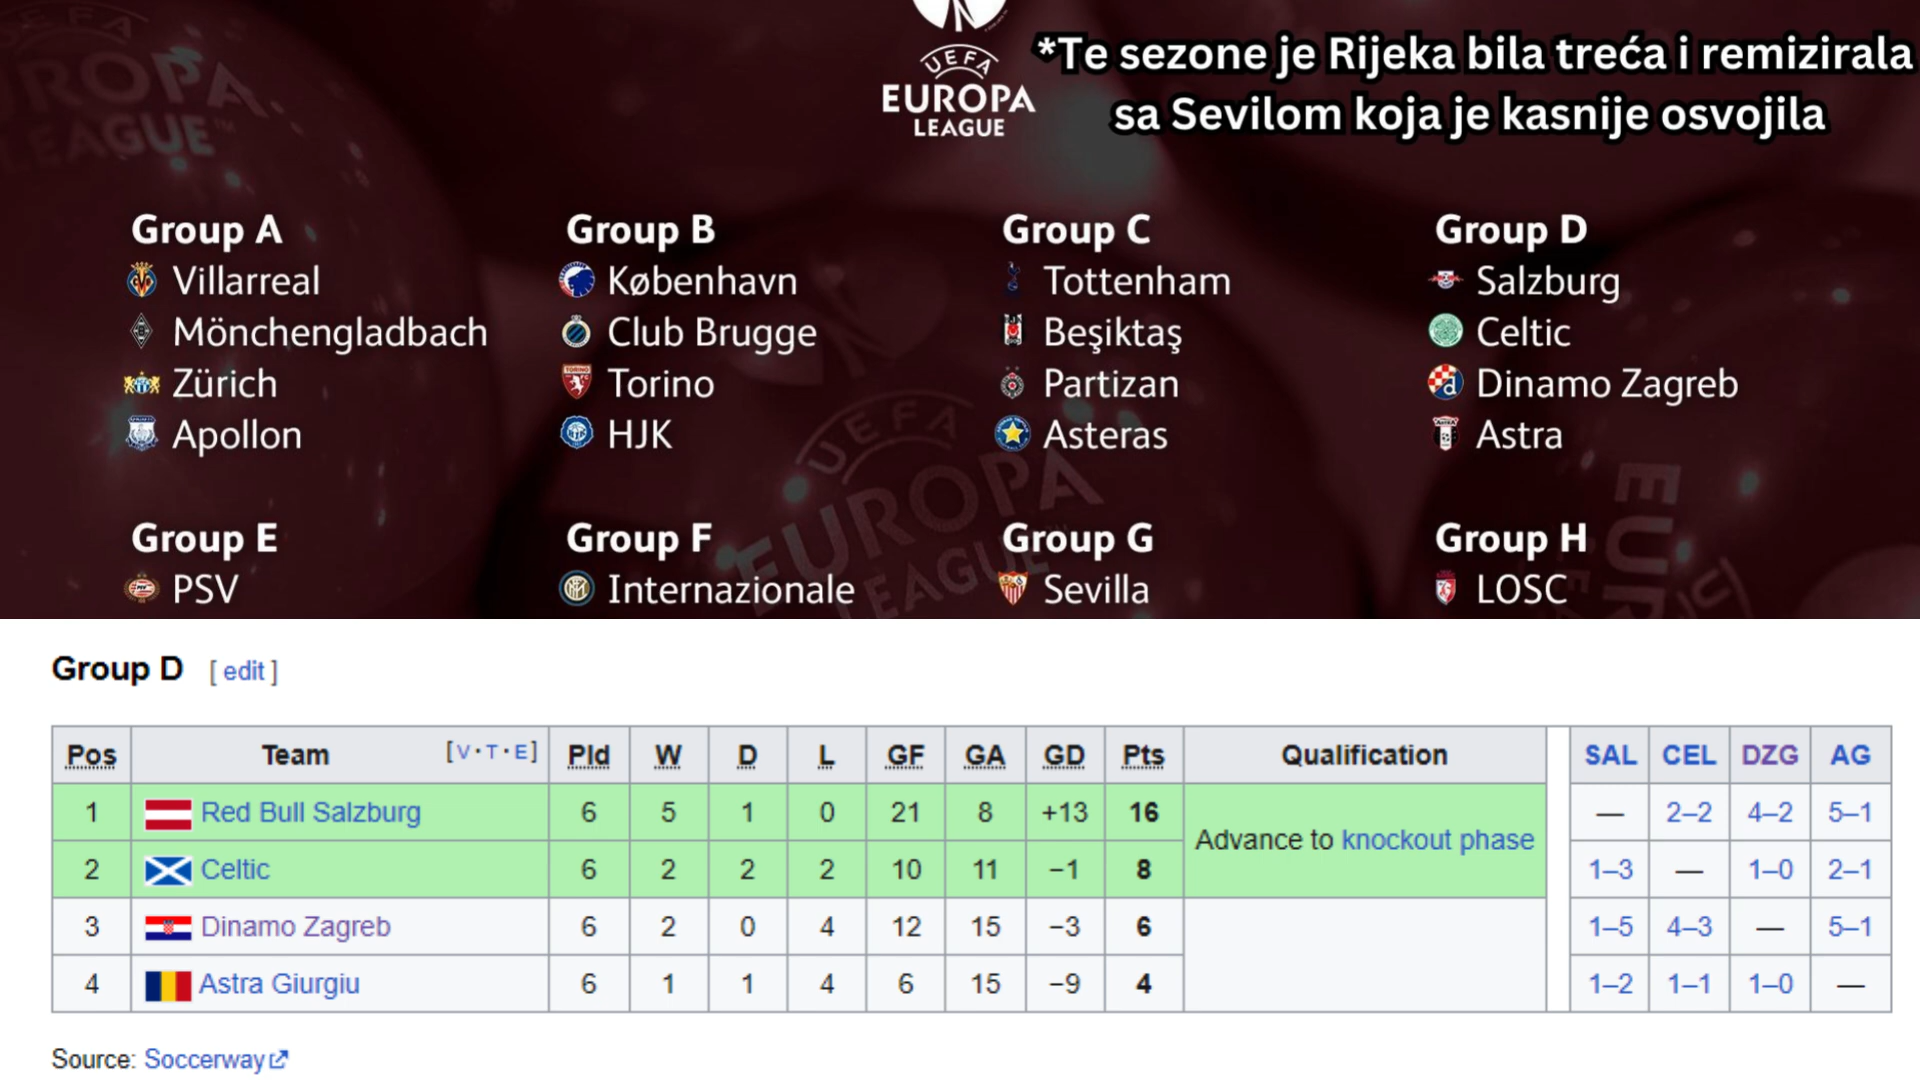 UEFA
EUROPA
LEAGUE
*Te sezone je Rijeka bila treća i remizirala
sa Sevilom koja je kasnije osvojila
UEFA
EUROPA
LEAGUE™
Group A
Villarreal
Mönchengladbach
Zürich
Apollon
Group B
København
Club Brugge
Torino
HJK
Group C
Tottenham
Beşiktaş
Partizan
Asteras
Group D
Salzburg
Celtic
Dinamo Zagreb
Astra
UEFA
EUROPA
LEAGUE
Group E
PSV
Group F
Internazionale
Group G
Sevilla
Group H
LOSC
Group D [ edit ]
Pos Team [V·T·E] Pld W D L GF GA GD Pts Qualification SAL CEL DZG AG
1 Red Bull Salzburg 6 5 1 0 21 8 +13 16 Advance to knockout phase — 2–2 4–2 5–1
2 Celtic 6 2 2 2 10 11 −1 8 1–3 — 1–0 2–1
3 Dinamo Zagreb 6 2 0 4 12 15 −3 6 1–5 4–3 — 5–1
4 Astra Giurgiu 6 1 1 4 6 15 −9 4 1–2 1–1 1–0 —
Source: Soccerway